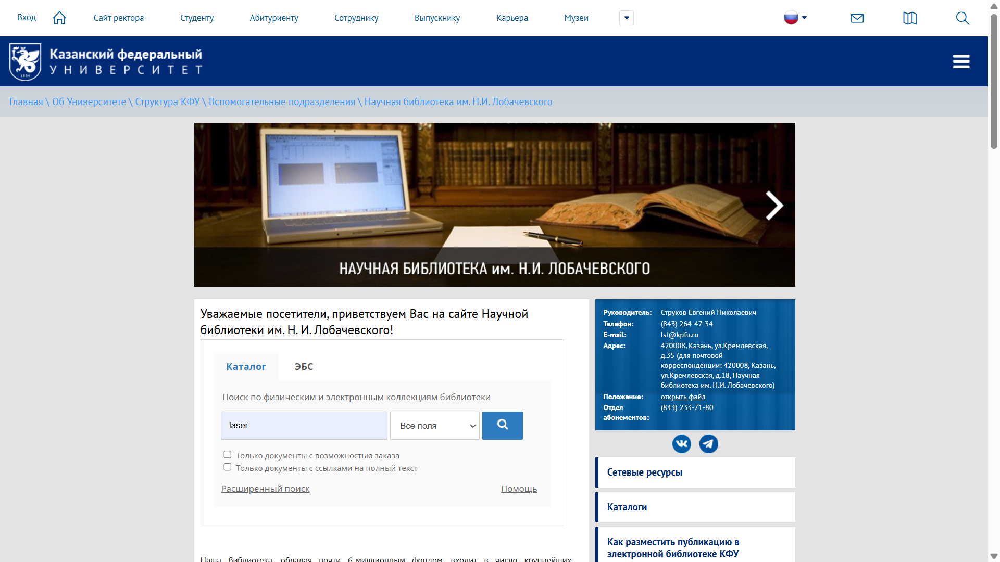 Вход
Сайт ректора
Студенту
Абитуриенту
Сотруднику
Выпускнику
Карьера
Музеи
1804
Казанский федеральный
УНИВЕРСИТЕТ
Главная \ Об Университете \ Структура КФУ \ Вспомогательные подразделения \ Научная библиотека им. Н.И. Лобачевского
НАУЧНАЯ БИБЛИОТЕКА им. Н.И. ЛОБАЧЕВСКОГО
Уважаемые посетители, приветствуем Вас на сайте Научной
библиотеки им. Н. И. Лобачевского!
Каталог
ЭБС
Поиск по физическим и электронным коллекциям библиотеки
laser
Все поля
Только документы с возможностью заказа
Только документы с ссылками на полный текст
Расширенный поиск
Помощь
Наша библиотека, обладая почти 6-миллионным фондом, входит в число крупнейших
Руководитель: Струков Евгений Николаевич
Телефон: (843) 264-47-34
E-mail: lsl@kpfu.ru
Адрес: 420008, Казань, ул.Кремлевская,
д.35 (для почтовой
корреспонденции: 420008, Казань,
ул.Кремлевская, д.18, Научная
библиотека им. Н.И. Лобачевского)
Положение: открыть файл
Отдел (843) 233-71-80
абонементов:
Сетевые ресурсы
Каталоги
Как разместить публикацию в
электронной библиотеке КФУ